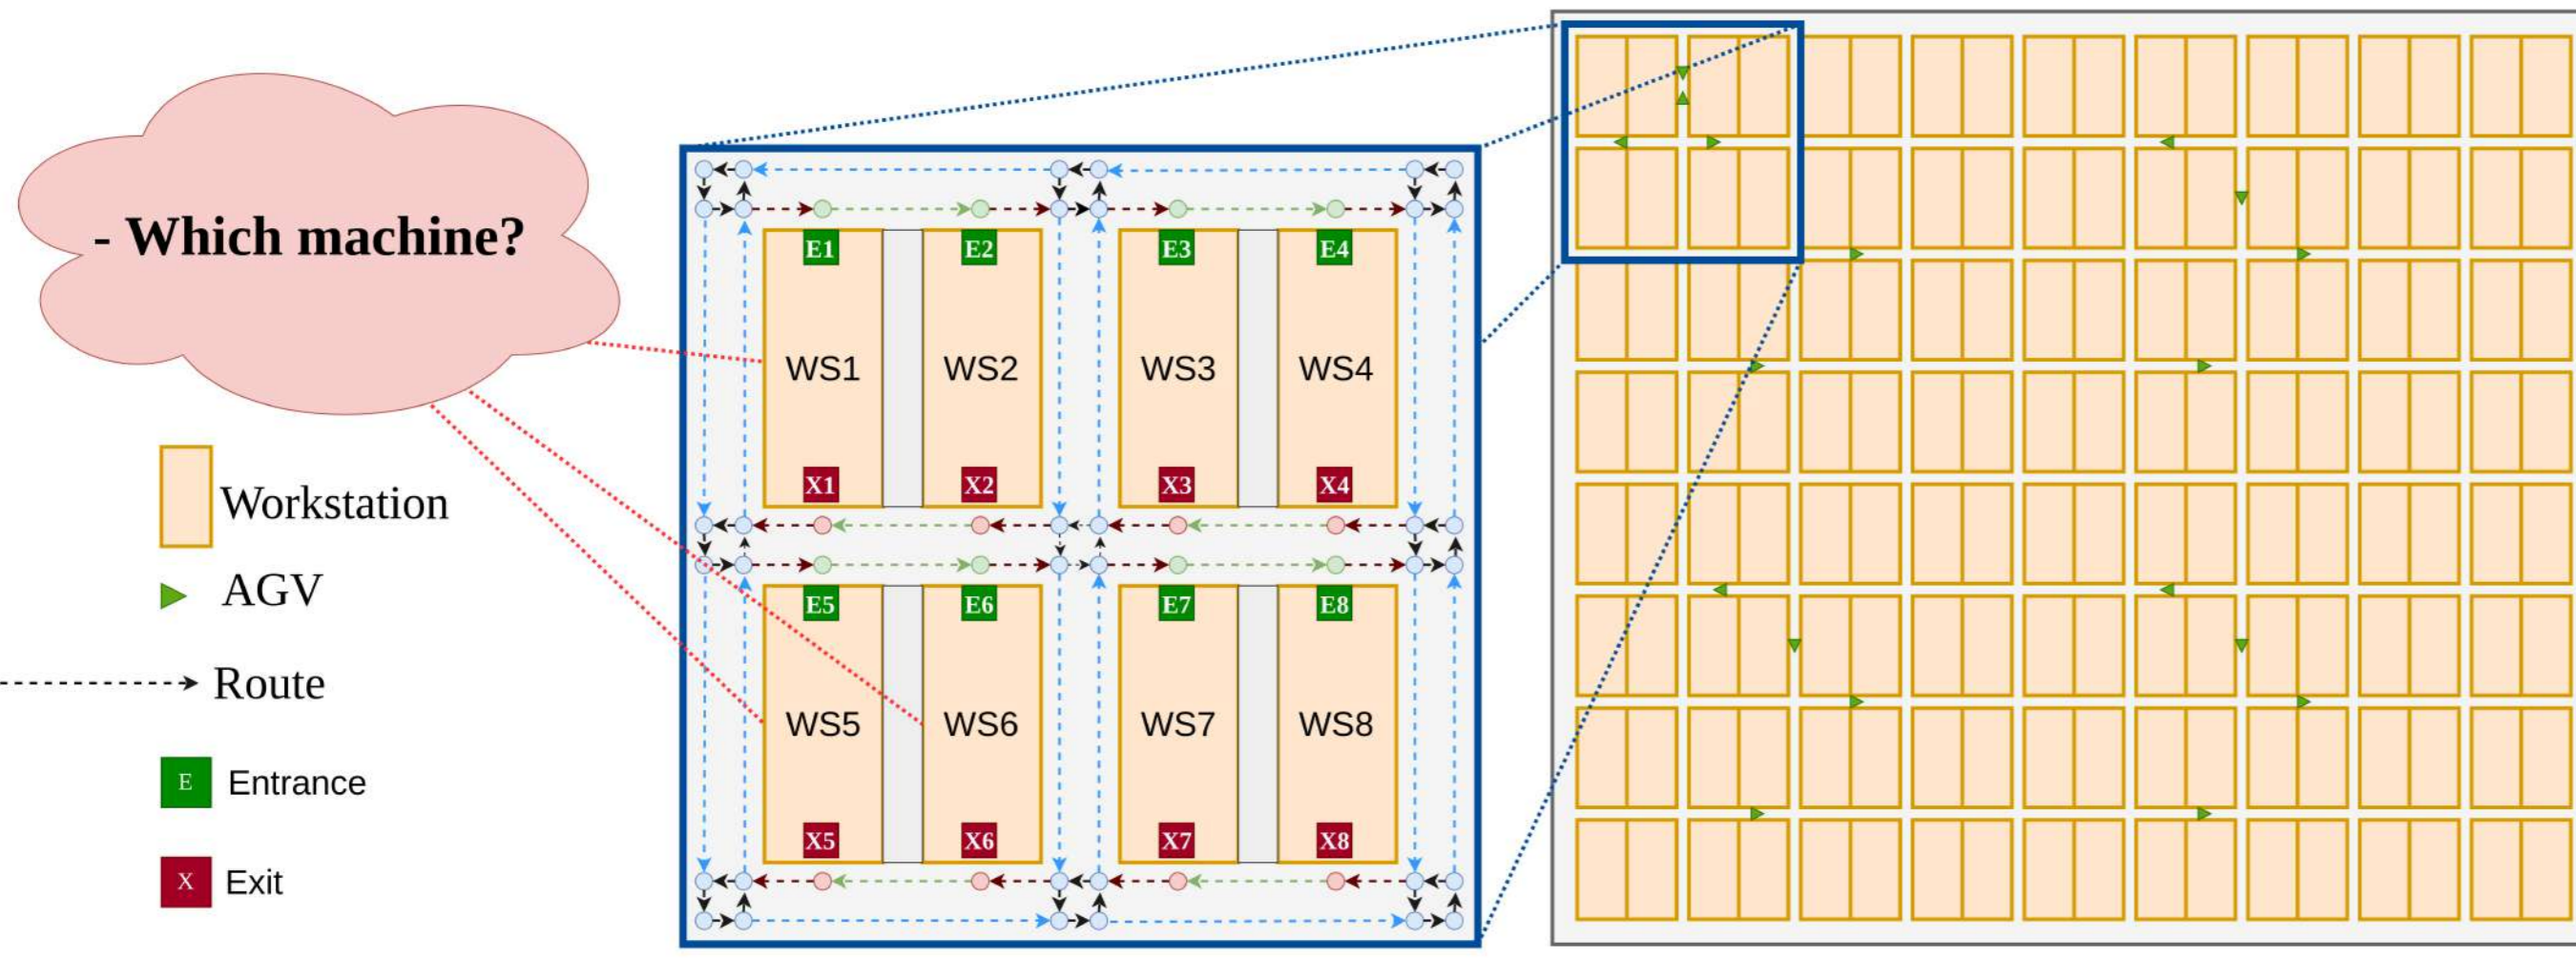 - Which machine?
Workstation
AGV
Route
E Entrance
X Exit
E1 E2 E3 E4
WS1 WS2 WS3 WS4
X1 X2 X3 X4
E5 E6 E7 E8
WS5 WS6 WS7 WS8
X5 X6 X7 X8